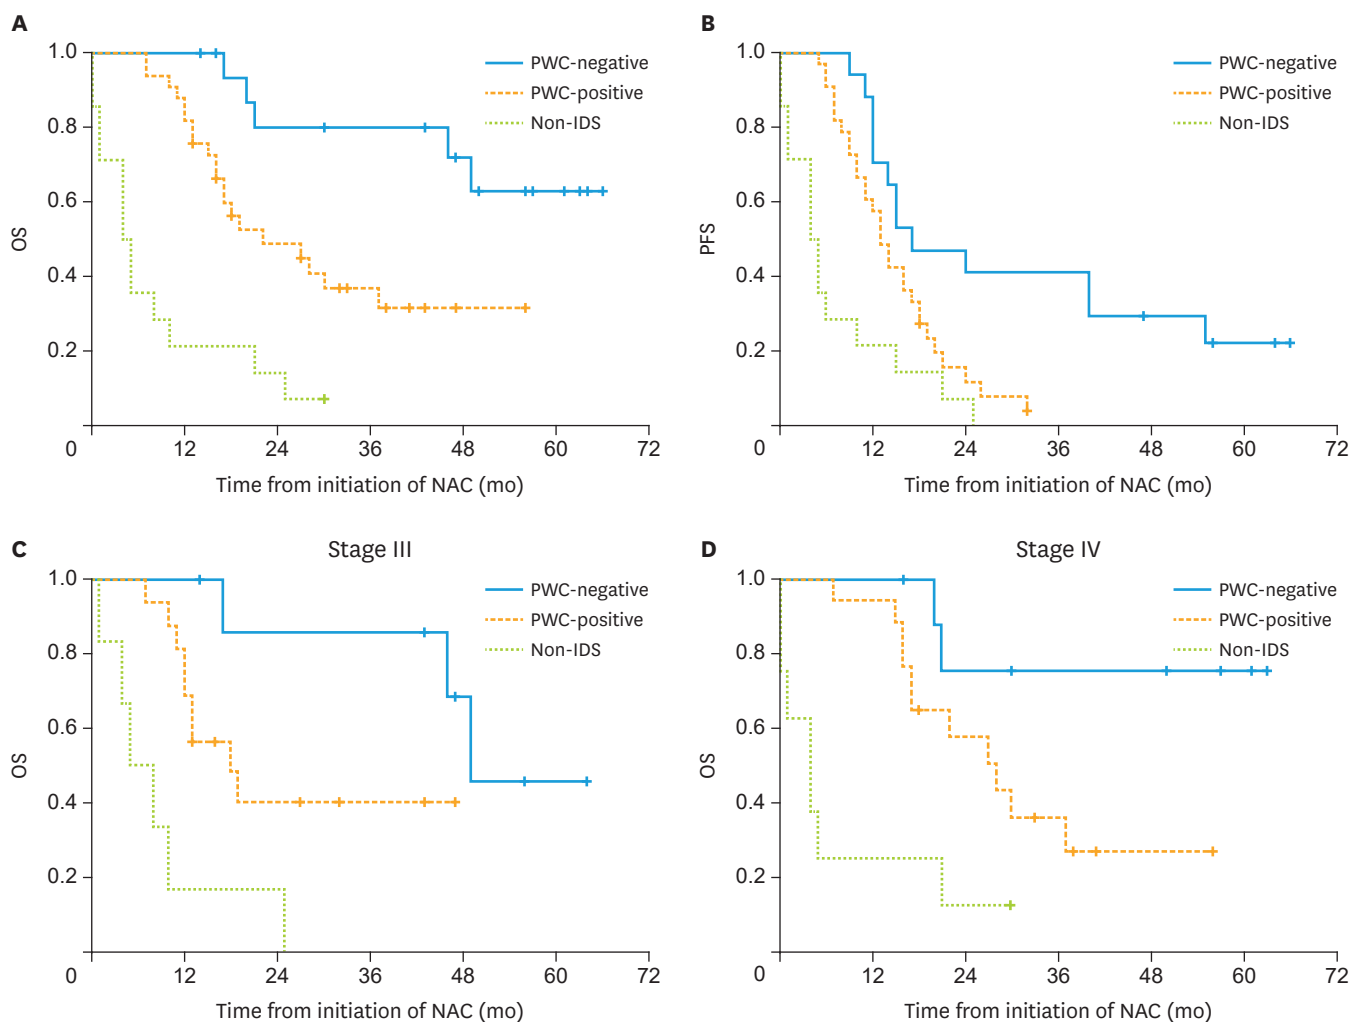 A
1.0
0.8
0.6
0.4
0.2
0
OS
12
24
36
48
60
72
Time from initiation of NAC (mo)
PWC-negative
PWC-positive
Non-IDS
B
1.0
0.8
0.6
0.4
0.2
0
PFS
12
24
36
48
60
72
Time from initiation of NAC (mo)
PWC-negative
PWC-positive
Non-IDS
C
Stage III
1.0
0.8
0.6
0.4
0.2
0
OS
12
24
36
48
60
72
Time from initiation of NAC (mo)
PWC-negative
PWC-positive
Non-IDS
D
Stage IV
1.0
0.8
0.6
0.4
0.2
0
OS
12
24
36
48
60
72
Time from initiation of NAC (mo)
PWC-negative
PWC-positive
Non-IDS